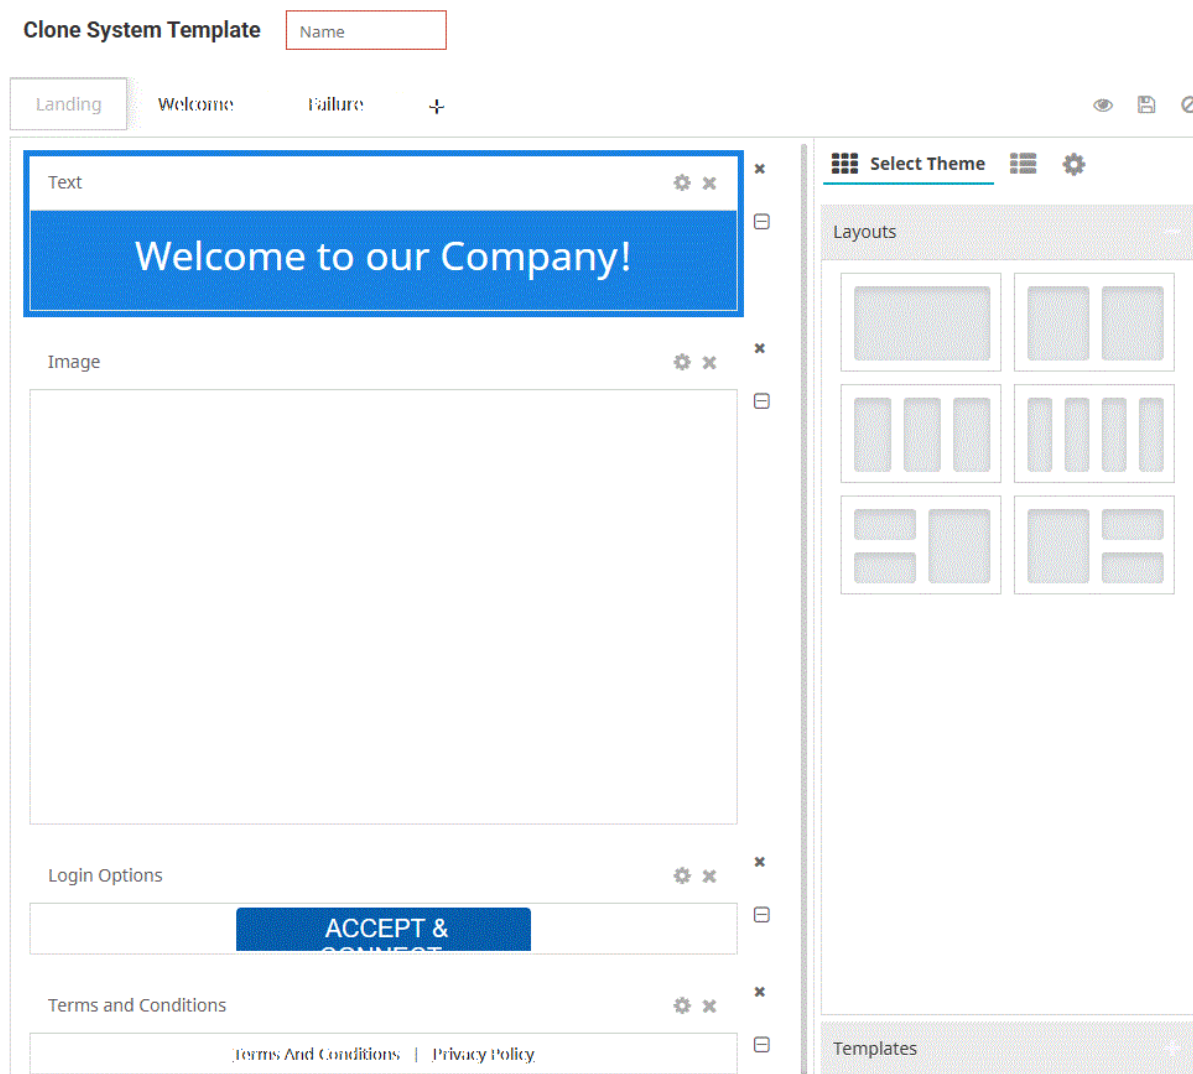 Clone System Template
Name
Landing
Welcome
Failure
Select Theme
Text
Layouts
Welcome to our Company!
Image
Login Options
ACCEPT &
CONNECT
Terms and Conditions
Terms And Conditions | Privacy Policy
Templates